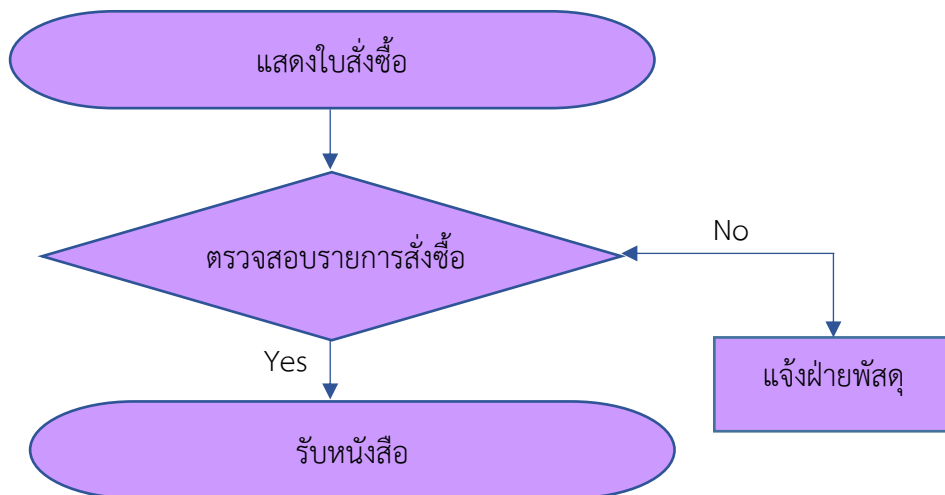 แสดงใบสั่งซื้อ
ตรวจสอบรายการสั่งซื้อ
No
Yes
แจ้งฝ่ายพัสดุ
รับหนังสือ